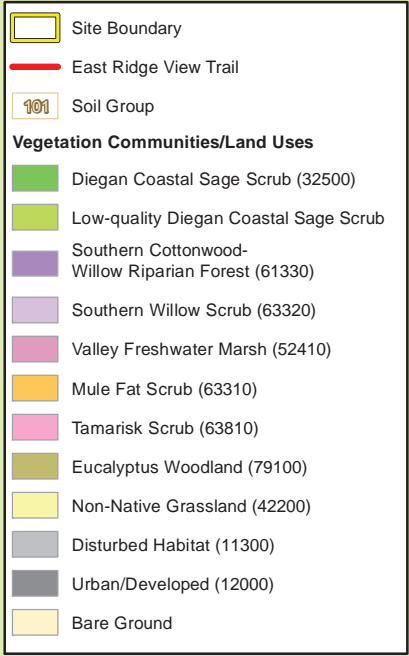 Site Boundary
East Ridge View Trail
101 Soil Group
Vegetation Communities/Land Uses
Diegan Coastal Sage Scrub (32500)
Low-quality Diegan Coastal Sage Scrub
Southern Cottonwood-
Willow Riparian Forest (61330)
Southern Willow Scrub (63320)
Valley Freshwater Marsh (52410)
Mule Fat Scrub (63310)
Tamarisk Scrub (63810)
Eucalyptus Woodland (79100)
Non-Native Grassland (42200)
Disturbed Habitat (11300)
Urban/Developed (12000)
Bare Ground